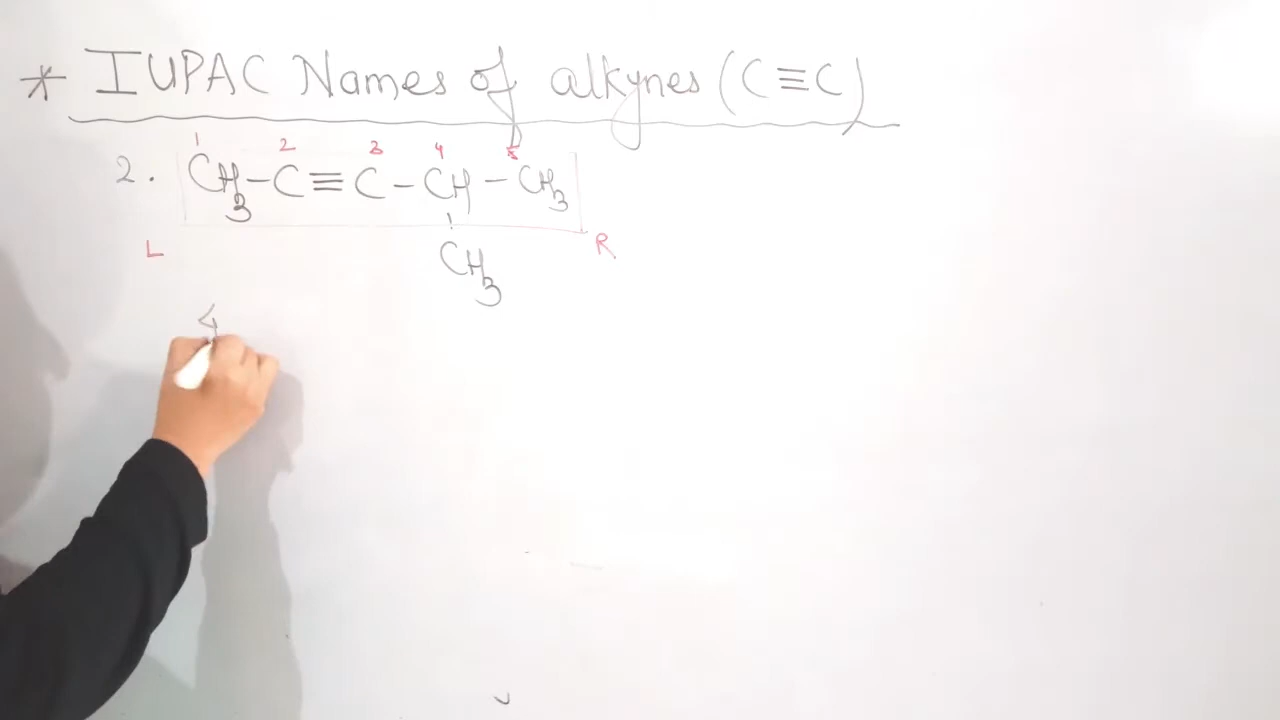 * IUPAC Names of alkynes (C≡C)
1 2 3 4 5
2. CH3-C≡C-CH-CH3
L R
CH3
4